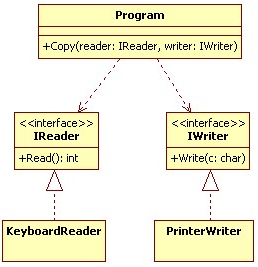 Program
+Copy(reader: IReader, writer: IWriter)
<<interface>>
IReader
+Read(): int
<<interface>>
IWriter
+Write(c: char)
KeyboardReader
PrinterWriter